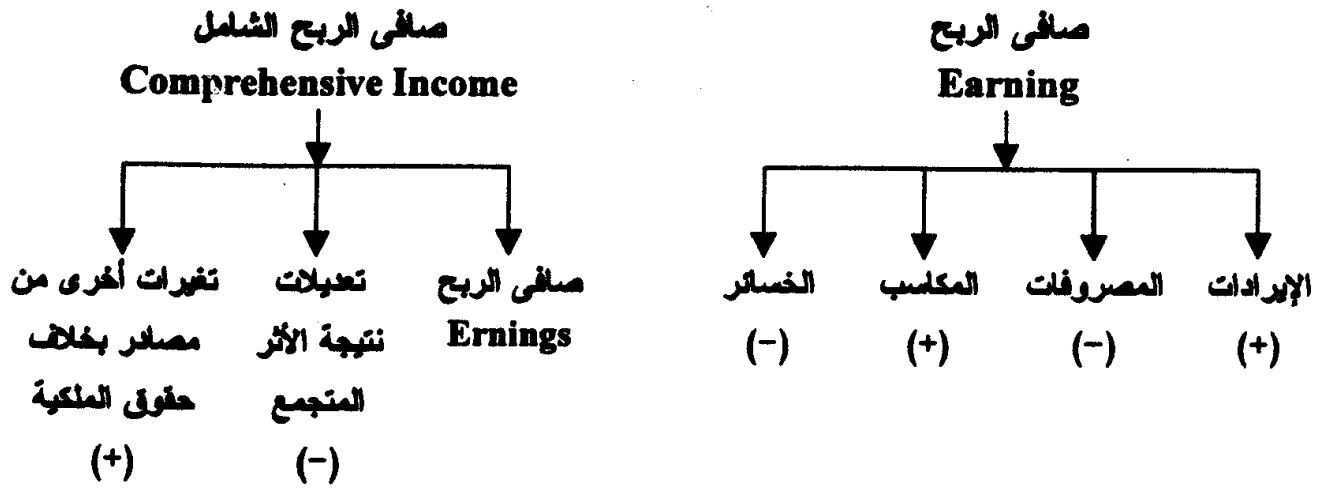 صافى الربح
Earning
الإيرادات
(+)
المصروفات
(−)
المكاسب
(+)
الخسائر
(−)
صافى الربح الشامل
Comprehensive Income
صافى الربح
Ernings
تعديلات
نتيجة الأثر
المتجمع
(−)
تغيرات أخرى من
مصادر بخلاف
حقوق الملكية
(+)